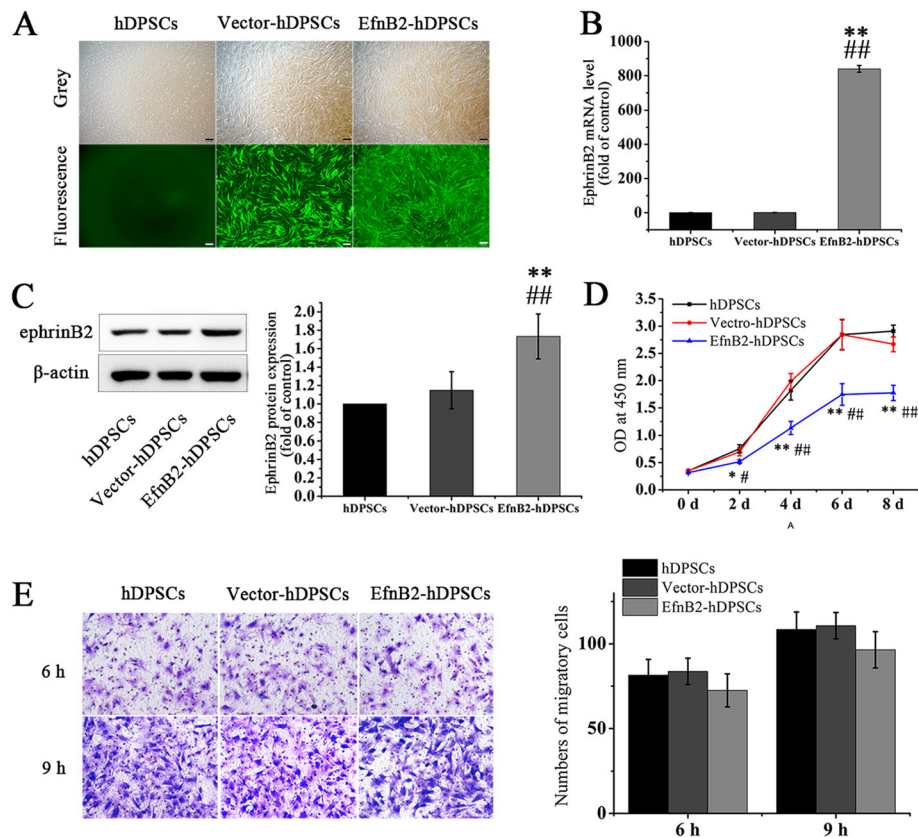 A
hDPSCs Vector-hDPSCs EfnB2-hDPSCs
Grey
Fluorescence
B
EphrinB2 mRNA level
(fold of control)
1000
800
600
400
200
0
**
##
hDPSCs Vector-hDPSCs EfnB2-hDPSCs
C
ephrinB2
β-actin
hDPSCs
Vector-hDPSCs
EfnB2-hDPSCs
EphrinB2 protein expression
(fold of control)
2.0
1.8
1.6
1.4
1.2
1.0
0.8
0.6
0.4
0.2
0.0
**
##
hDPSCs Vector-hDPSCs EfnB2-hDPSCs
D
OD at 450 nm
3.5
3.0
2.5
2.0
1.5
1.0
0.5
0.0
hDPSCs
Vectro-hDPSCs
EfnB2-hDPSCs
* #
** ##
** ##
** ##
0 d 2 d 4 d 6 d 8 d
A
E
hDPSCs Vector-hDPSCs EfnB2-hDPSCs
6 h
9 h
Numbers of migratory cells
100
50
0
hDPSCs
Vector-hDPSCs
EfnB2-hDPSCs
6 h 9 h